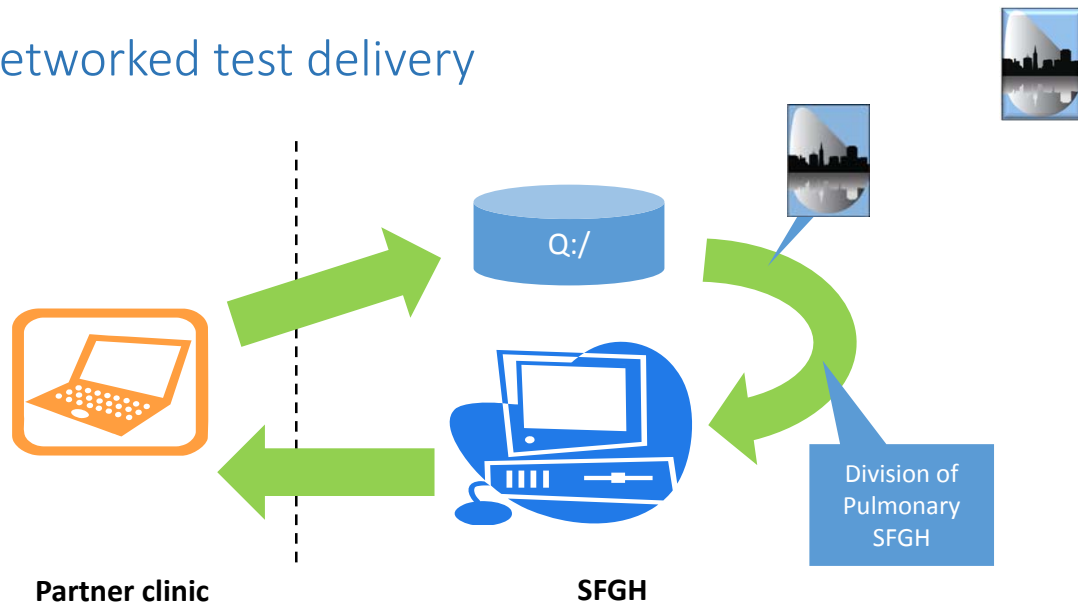 etworked test delivery
Q:/
Division of
Pulmonary
SFGH
Partner clinic
SFGH